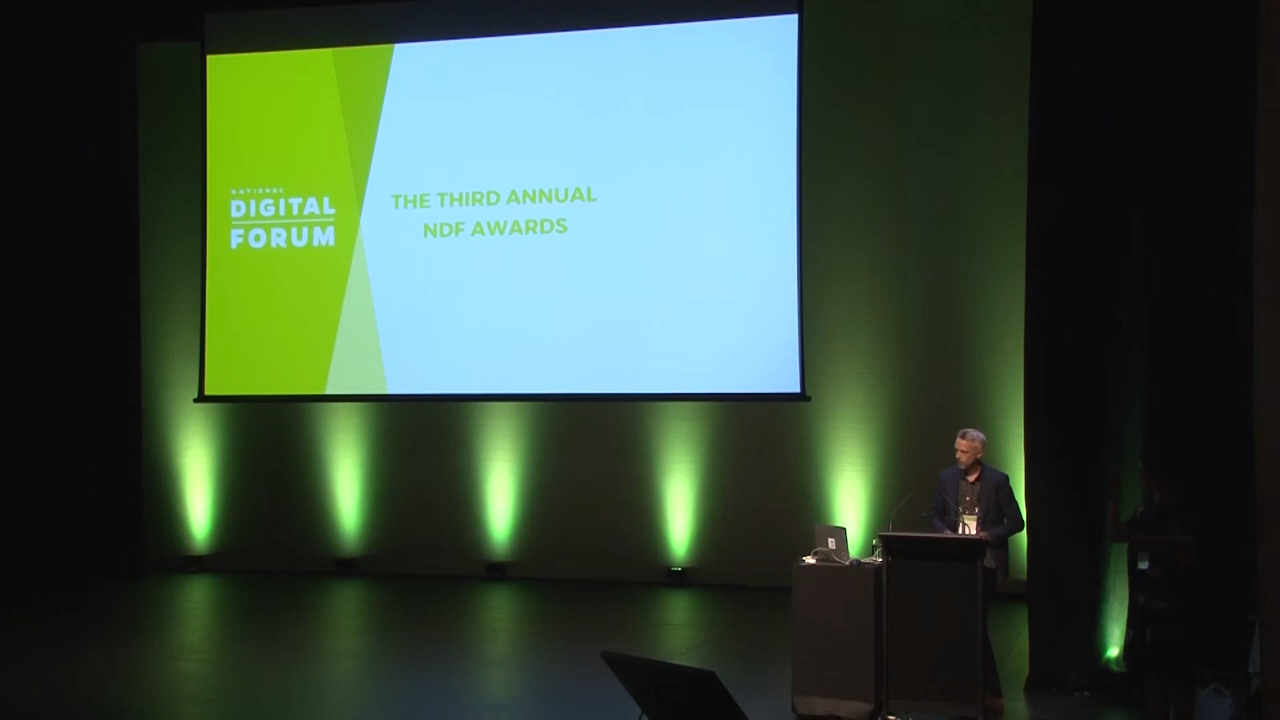 NATIONAL
DIGITAL
FORUM
THE THIRD ANNUAL
NDF AWARDS